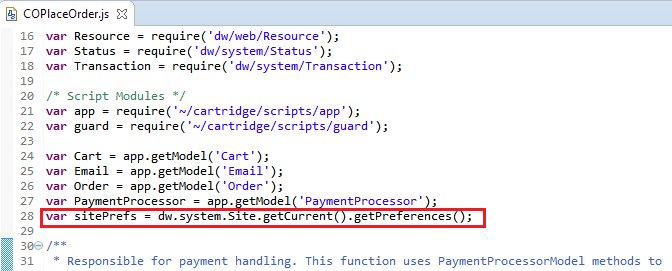 COPlaceOrder.js
16 var Resource = require('dw/web/Resource');
17 var Status = require('dw/system/Status');
18 var Transaction = require('dw/system/Transaction');
19
20 /* Script Modules */
21 var app = require('~/cartridge/scripts/app');
22 var guard = require('~/cartridge/scripts/guard');
23
24 var Cart = app.getModel('Cart');
25 var Email = app.getModel('Email');
26 var Order = app.getModel('Order');
27 var PaymentProcessor = app.getModel('PaymentProcessor');
28 var sitePrefs = dw.system.Site.getCurrent().getPreferences();
29
30 /**
31 * Responsible for payment handling. This function uses PaymentProcessorModel methods to